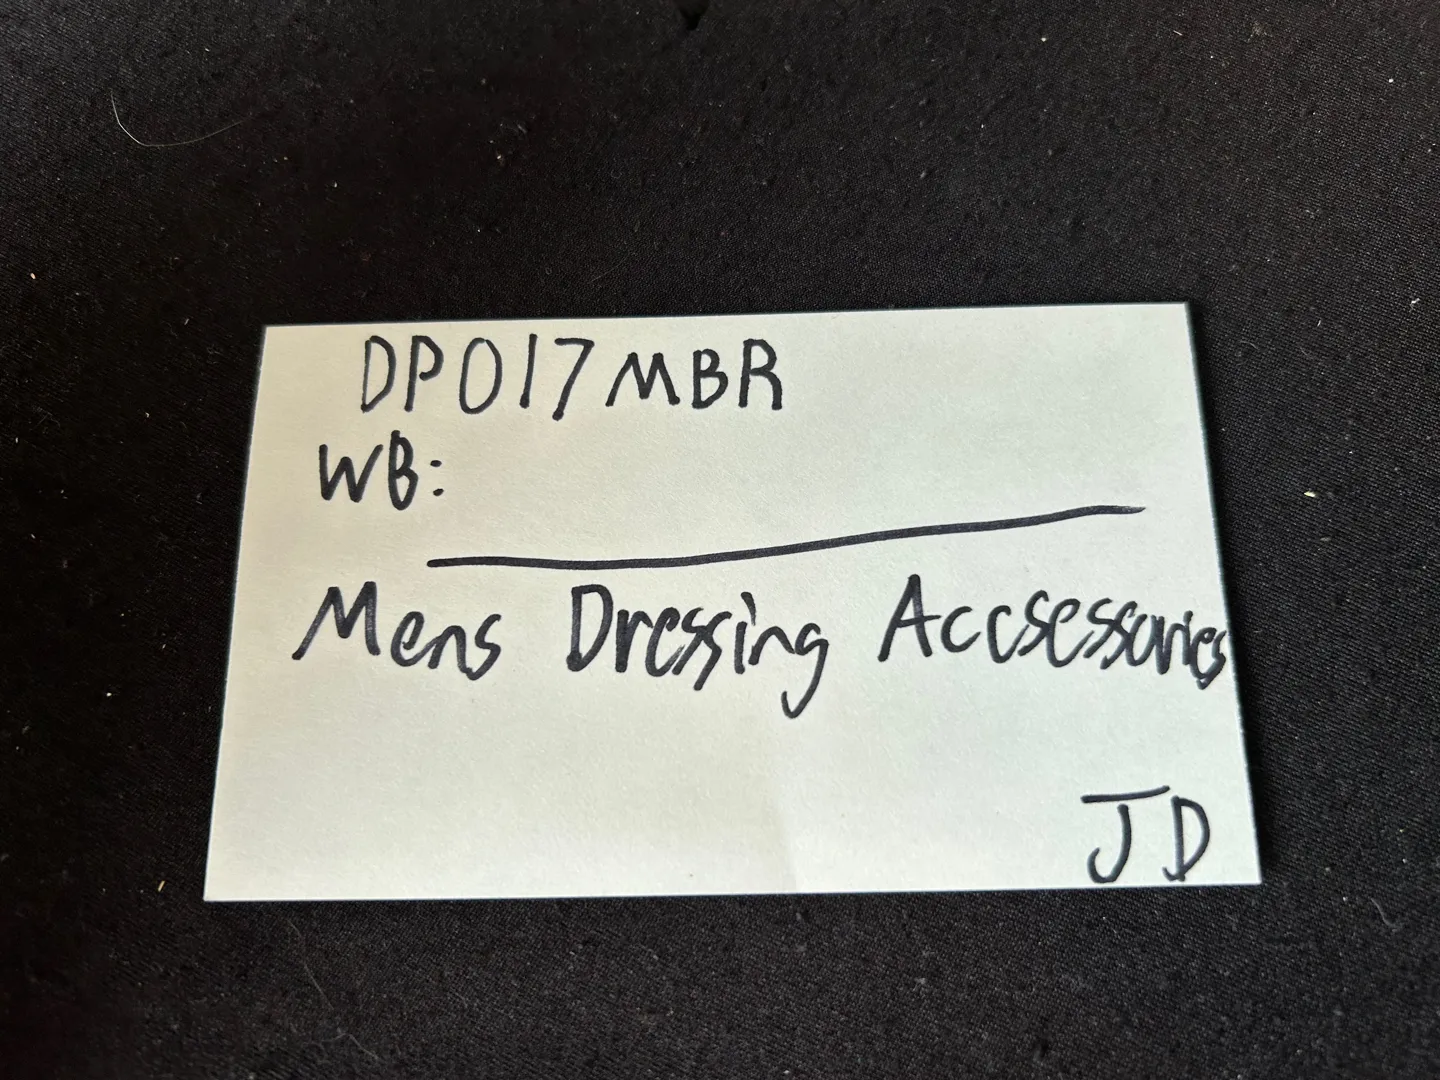 DP017MBR
WB:
Mens Dressing Accsessories
JD